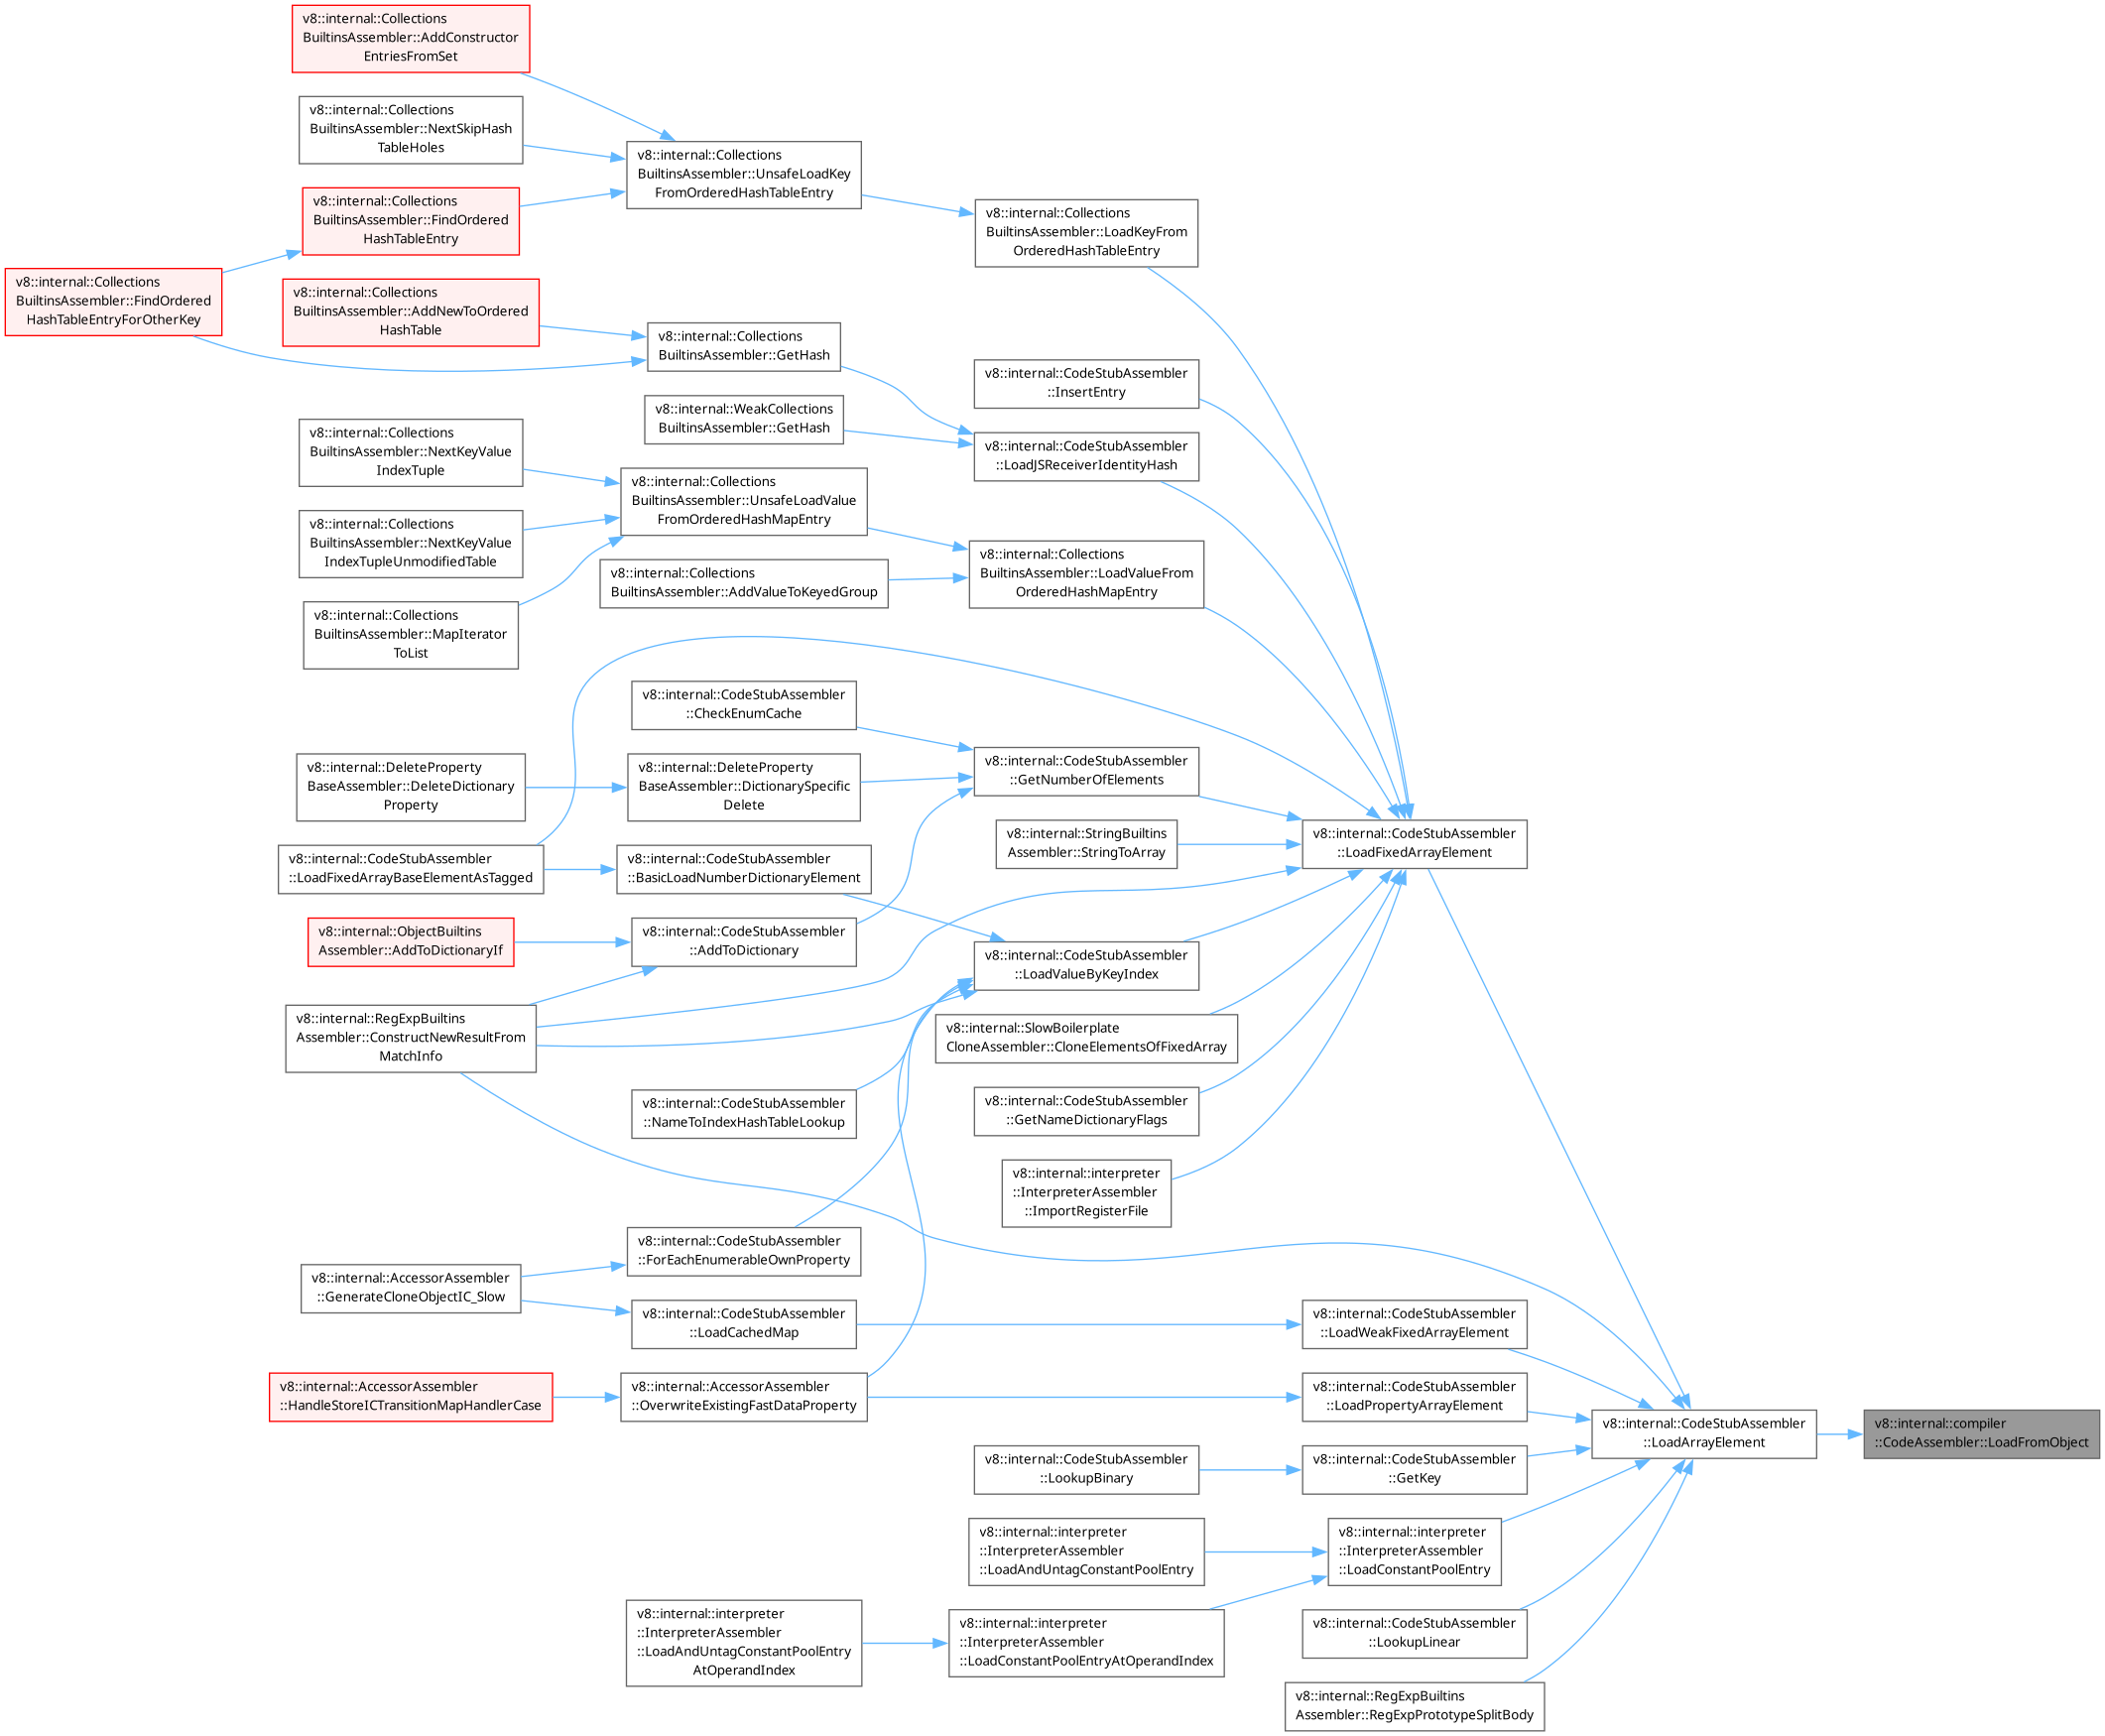 v8::internal::Collections
BuiltinsAssembler::AddConstructor
EntriesFromSet
v8::internal::Collections
BuiltinsAssembler::NextSkipHash
TableHoles
v8::internal::Collections
BuiltinsAssembler::UnsafeLoadKey
FromOrderedHashTableEntry
v8::internal::Collections
BuiltinsAssembler::FindOrdered
HashTableEntry
v8::internal::Collections
BuiltinsAssembler::LoadKeyFrom
OrderedHashTableEntry
v8::internal::Collections
BuiltinsAssembler::FindOrdered
HashTableEntryForOtherKey
v8::internal::Collections
BuiltinsAssembler::AddNewToOrdered
HashTable
v8::internal::Collections
BuiltinsAssembler::GetHash
v8::internal::CodeStubAssembler
::InsertEntry
v8::internal::WeakCollections
BuiltinsAssembler::GetHash
v8::internal::Collections
BuiltinsAssembler::NextKeyValue
IndexTuple
v8::internal::CodeStubAssembler
::LoadJSReceiverIdentityHash
v8::internal::Collections
BuiltinsAssembler::UnsafeLoadValue
FromOrderedHashMapEntry
v8::internal::Collections
BuiltinsAssembler::NextKeyValue
IndexTupleUnmodifiedTable
v8::internal::Collections
BuiltinsAssembler::LoadValueFrom
OrderedHashMapEntry
v8::internal::Collections
BuiltinsAssembler::AddValueToKeyedGroup
v8::internal::Collections
BuiltinsAssembler::MapIterator
ToList
v8::internal::CodeStubAssembler
::CheckEnumCache
v8::internal::DeleteProperty
BaseAssembler::DeleteDictionary
Property
v8::internal::DeleteProperty
BaseAssembler::DictionarySpecific
Delete
v8::internal::CodeStubAssembler
::GetNumberOfElements
v8::internal::StringBuiltins
Assembler::StringToArray
v8::internal::CodeStubAssembler
::LoadFixedArrayElement
v8::internal::CodeStubAssembler
::LoadFixedArrayBaseElementAsTagged
v8::internal::CodeStubAssembler
::BasicLoadNumberDictionaryElement
v8::internal::ObjectBuiltins
Assembler::AddToDictionaryIf
v8::internal::CodeStubAssembler
::AddToDictionary
v8::internal::CodeStubAssembler
::LoadValueByKeyIndex
v8::internal::RegExpBuiltins
Assembler::ConstructNewResultFrom
MatchInfo
v8::internal::SlowBoilerplate
CloneAssembler::CloneElementsOfFixedArray
v8::internal::CodeStubAssembler
::NameToIndexHashTableLookup
v8::internal::CodeStubAssembler
::GetNameDictionaryFlags
v8::internal::interpreter
::InterpreterAssembler
::ImportRegisterFile
v8::internal::CodeStubAssembler
::ForEachEnumerableOwnProperty
v8::internal::AccessorAssembler
::GenerateCloneObjectIC_Slow
v8::internal::CodeStubAssembler
::LoadCachedMap
v8::internal::CodeStubAssembler
::LoadWeakFixedArrayElement
v8::internal::AccessorAssembler
::HandleStoreICTransitionMapHandlerCase
v8::internal::AccessorAssembler
::OverwriteExistingFastDataProperty
v8::internal::CodeStubAssembler
::LoadPropertyArrayElement
v8::internal::CodeStubAssembler
::LoadArrayElement
v8::internal::compiler
::CodeAssembler::LoadFromObject
v8::internal::CodeStubAssembler
::LookupBinary
v8::internal::CodeStubAssembler
::GetKey
v8::internal::interpreter
::InterpreterAssembler
::LoadAndUntagConstantPoolEntry
v8::internal::interpreter
::InterpreterAssembler
::LoadConstantPoolEntry
v8::internal::interpreter
::InterpreterAssembler
::LoadAndUntagConstantPoolEntry
AtOperandIndex
v8::internal::interpreter
::InterpreterAssembler
::LoadConstantPoolEntryAtOperandIndex
v8::internal::CodeStubAssembler
::LookupLinear
v8::internal::RegExpBuiltins
Assembler::RegExpPrototypeSplitBody